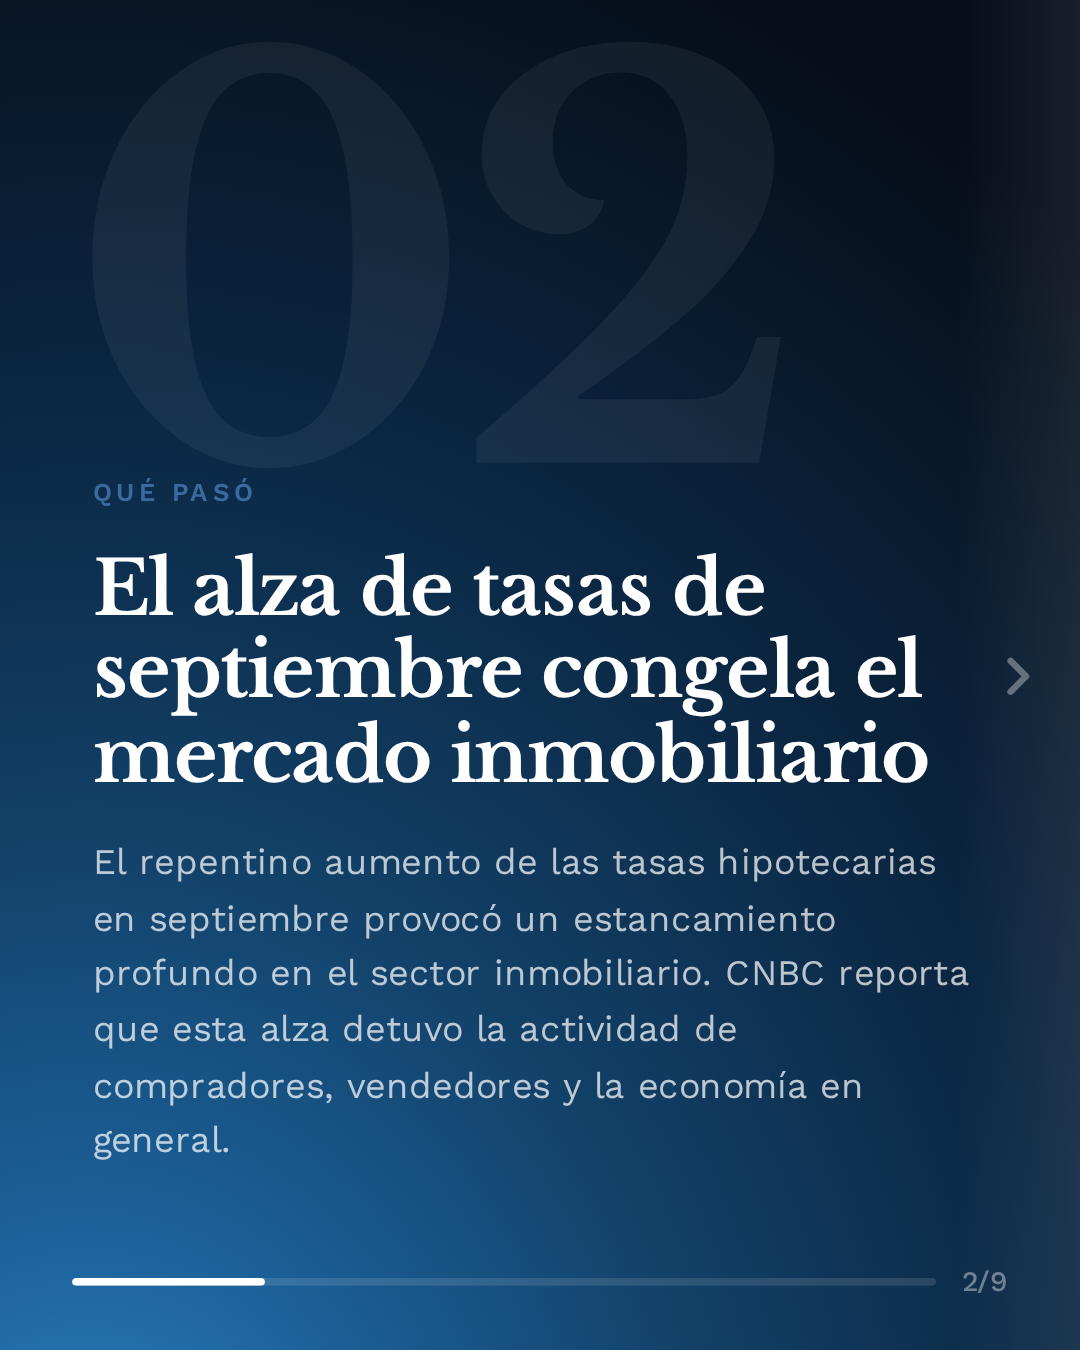 02
QUÉ PASÓ
El alza de tasas de
septiembre congela el
mercado inmobiliario
El repentino aumento de las tasas hipotecarias
en septiembre provocó un estancamiento
profundo en el sector inmobiliario. CNBC reporta
que esta alza detuvo la actividad de
compradores, vendedores y la economía en
general.
2/9